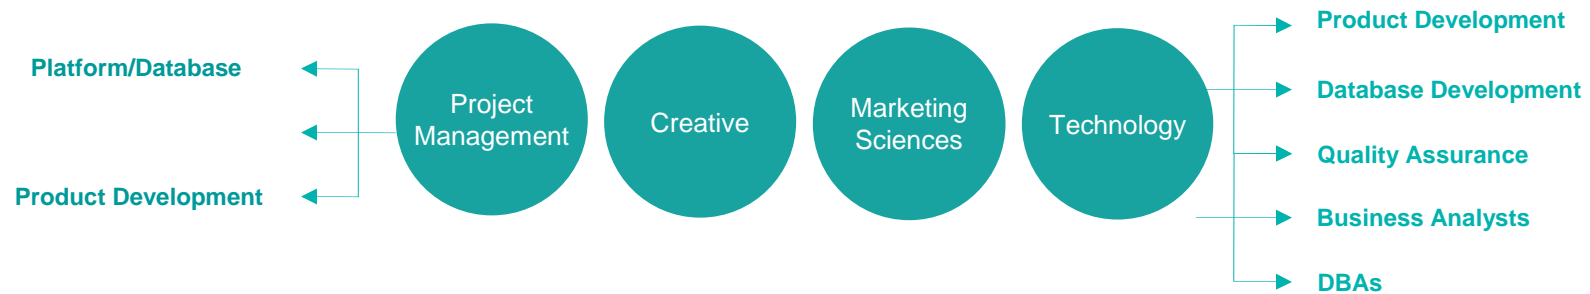 Platform/Database
Product Development
Project
Management
Creative
Marketing
Sciences
Technology
Product Development
Database Development
Quality Assurance
Business Analysts
DBAs